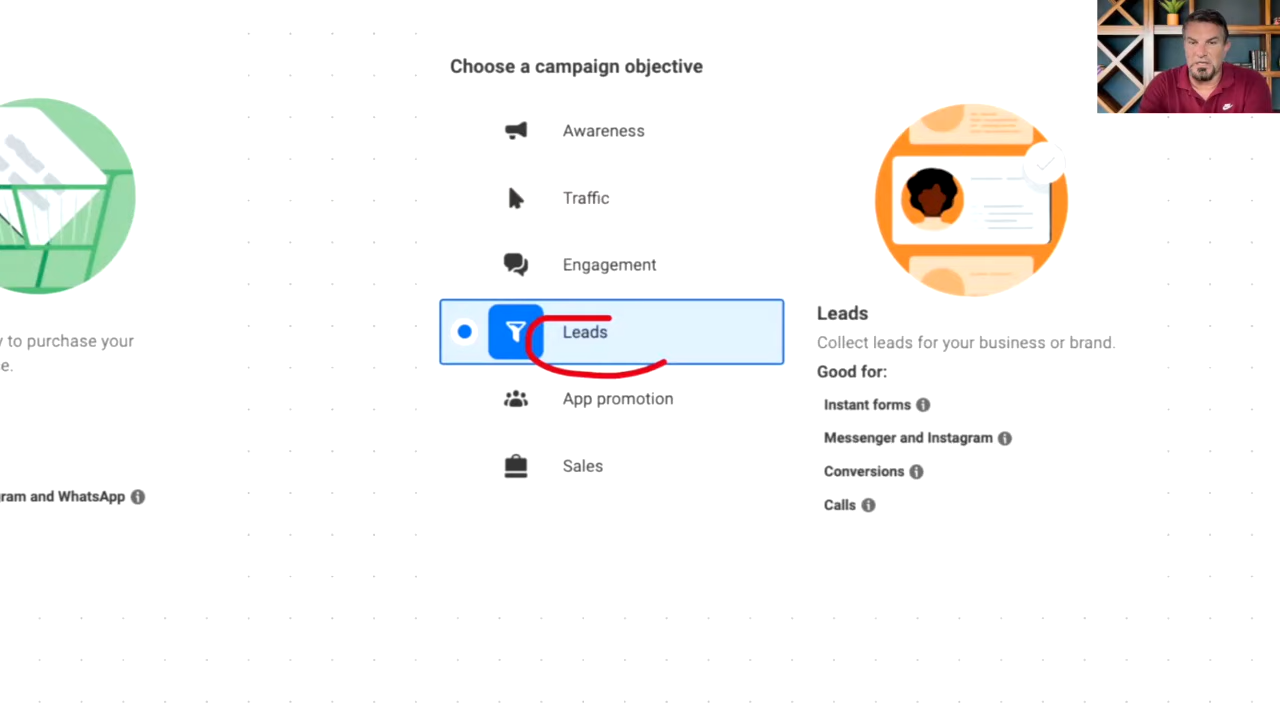 Choose a campaign objective
Awareness
Traffic
Engagement
Leads
App promotion
Sales
Leads
Collect leads for your business or brand.
Good for:
Instant forms
Messenger and Instagram
Conversions
Calls
to purchase your
e.
ram and WhatsApp